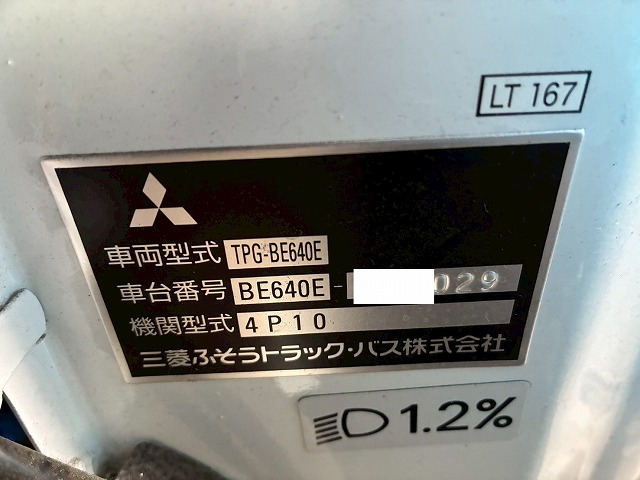 LT 167
車両型式 TPG-BE640E
車台番号 BE640E- 029
機関型式 4P10
三菱ふそうトラック・バス株式会社
1.2%